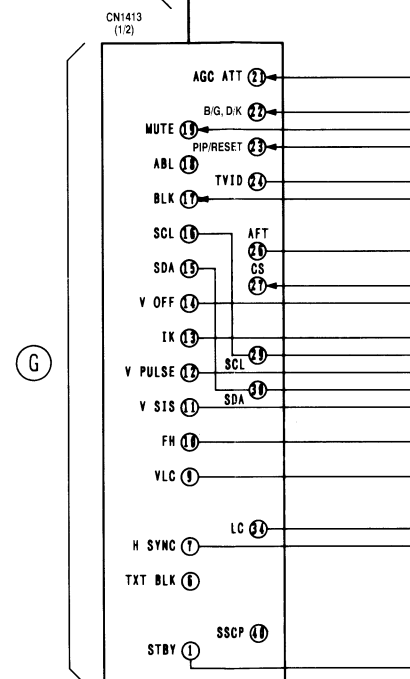 CN1413
(1/2)
AGC ATT 21
B/G, D/K 22
MUTE 19
PIP/RESET 23
ABL 18
TVID 24
BLK 17
SCL 16
AFT
26
SDA 15
CS
27
V OFF 14
IK 13
29
SCL
G
V PULSE 12
30
SDA
V SIS 11
FH 10
VLC 9
LC 34
H SYNC 7
TXT BLK 6
SSCP 40
STBY 1